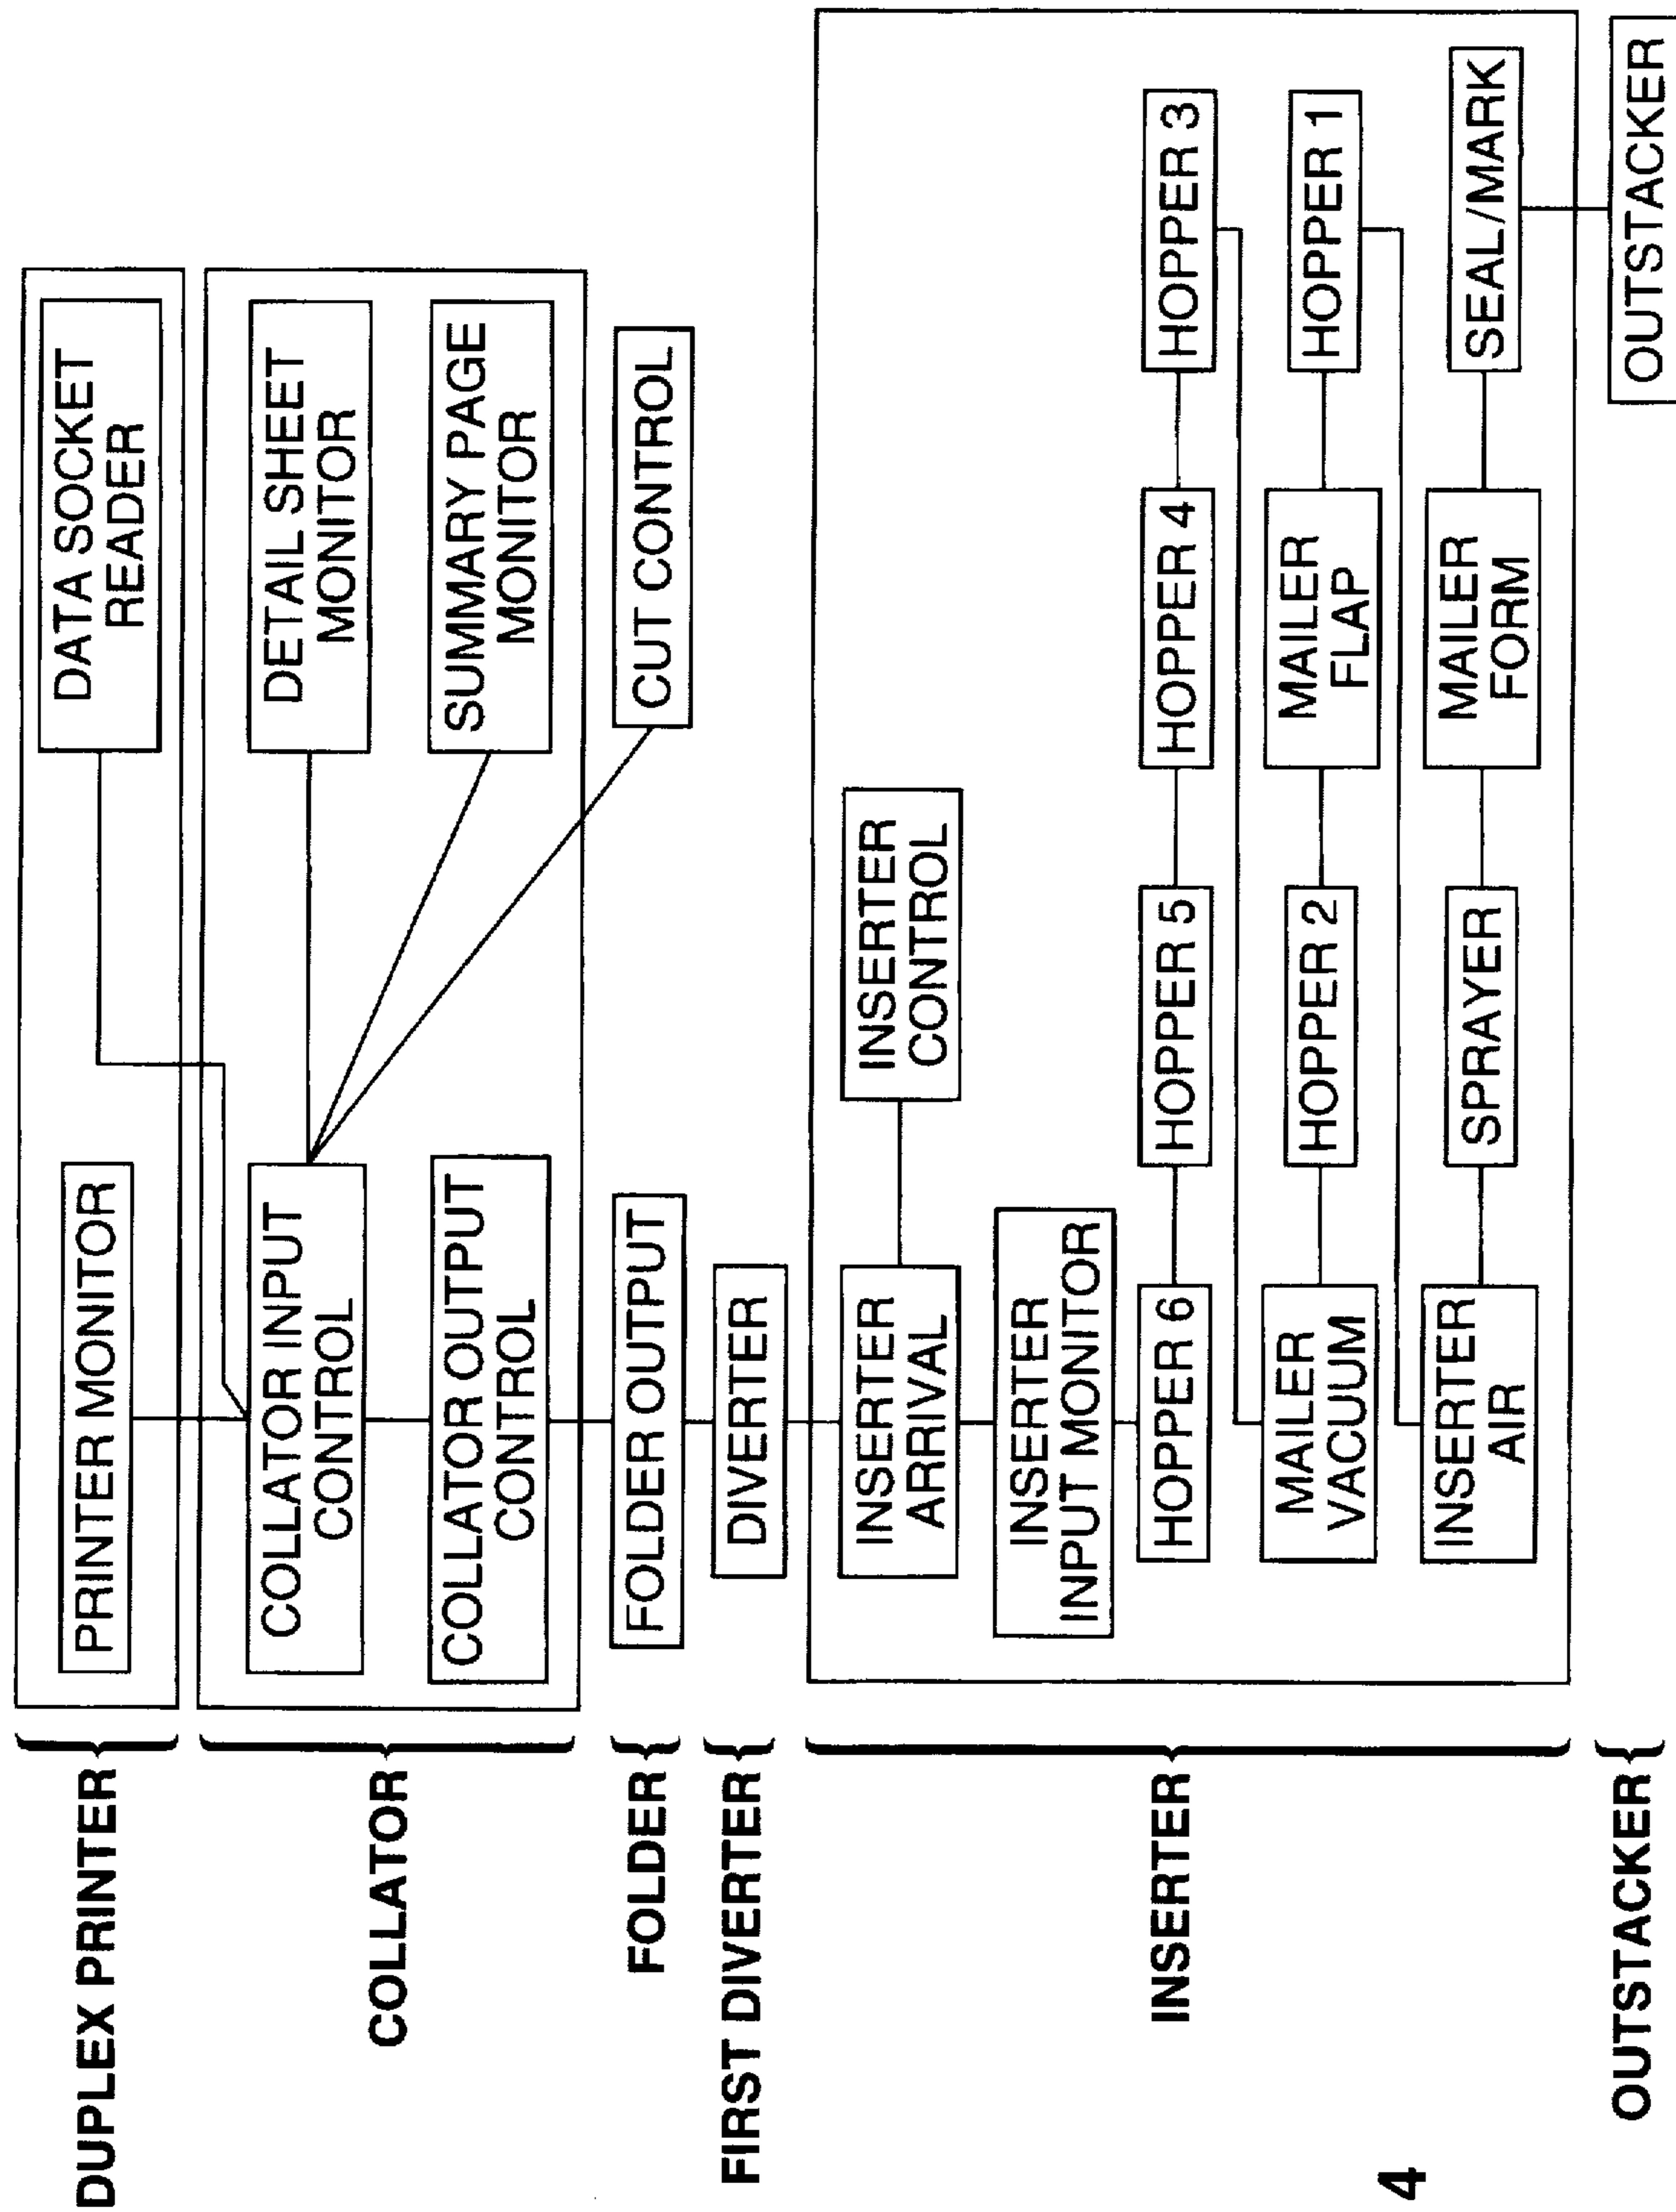 DUPLEX PRINTER
PRINTER MONITOR
DATA SOCKET
READER
COLLATOR
COLLATOR INPUT
CONTROL
DETAIL SHEET
MONITOR
COLLATOR OUTPUT
CONTROL
SUMMARY PAGE
MONITOR
FOLDER
FOLDER OUTPUT
CUT CONTROL
FIRST DIVERTER
DIVERTER
INSERTER
INSERTER
ARRIVAL
INSERTER
CONTROL
INSERTER
INPUT MONITOR
HOPPER 6
HOPPER 5
HOPPER 4
HOPPER 3
MAILER
VACUUM
HOPPER 2
MAILER
FLAP
HOPPER 1
INSERTER
AIR
SPRAYER
MAILER
FORM
SEAL/MARK
OUTSTACKER
OUTSTACKER
4